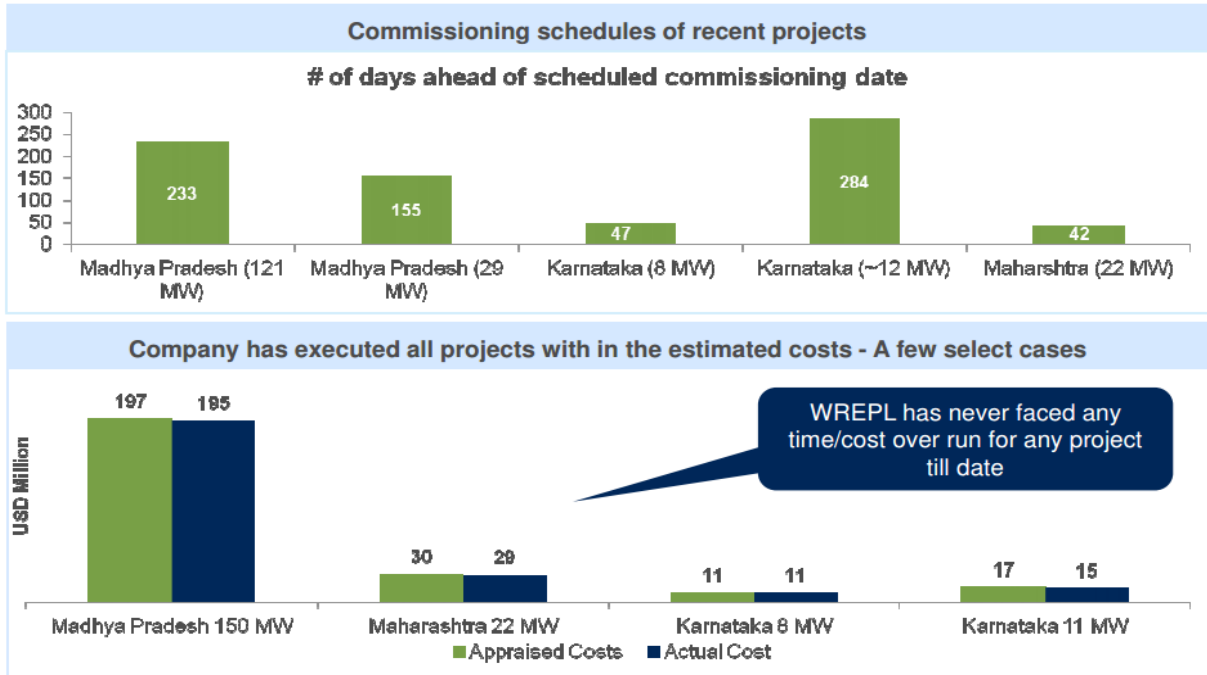 Commissioning schedules of recent projects
# of days ahead of scheduled commissioning date
300
250
200
150
100
50
0
233
155
47
284
42
Madhya Pradesh (121
MW)
Madhya Pradesh (29
MW)
Karnataka (8 MW)
Karnataka (~12 MW)
Maharshtra (22 MW)
Company has executed all projects with in the estimated costs - A few select cases
WREPL has never faced any
time/cost over run for any project
till date
USD Million
197
195
30
29
11
11
17
15
Madhya Pradesh 150 MW
Maharashtra 22 MW
Karnataka 8 MW
Karnataka 11 MW
Appraised Costs
Actual Cost